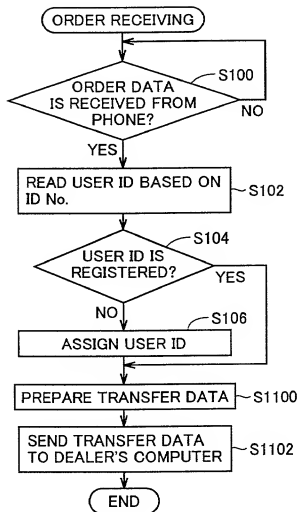 ORDER RECEIVING
S100
ORDER DATA
IS RECEIVED FROM
PHONE?
NO
YES
READ USER ID BASED ON
ID No.
S102
S104
USER ID IS
REGISTERED?
YES
NO
S106
ASSIGN USER ID
PREPARE TRANSFER DATA
S1100
SEND TRANSFER DATA
TO DEALER'S COMPUTER
S1102
END